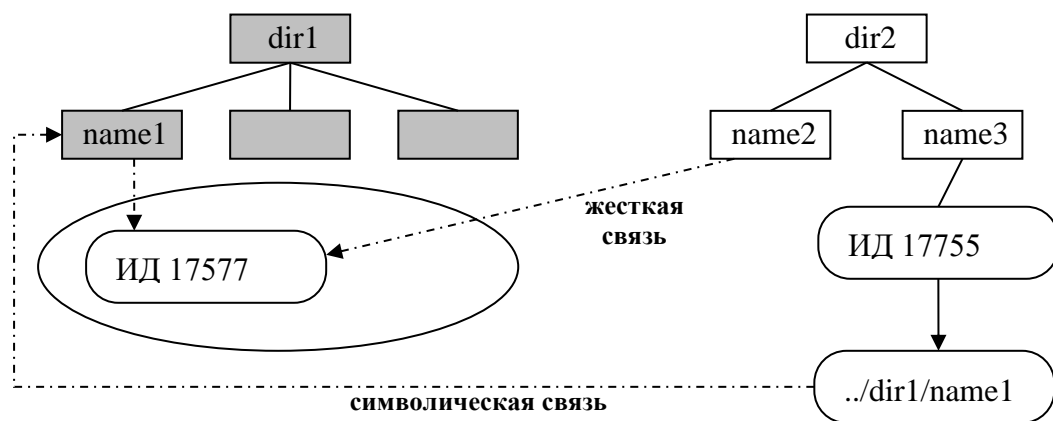 dir1
dir2
name1
name2
name3
жесткая
связь
ИД 17577
ИД 17755
../dir1/name1
символическая связь